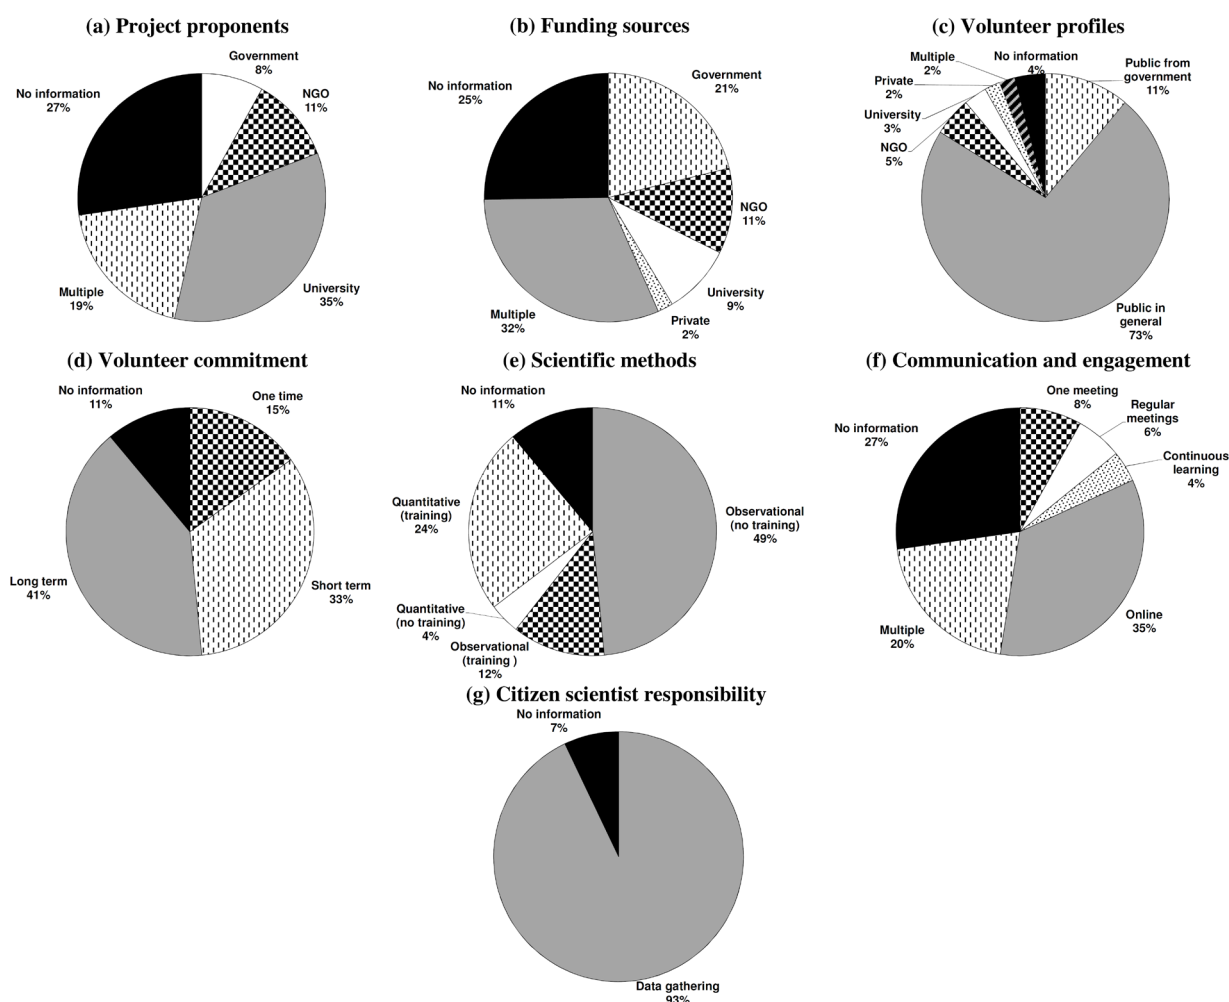 (a) Project proponents
Government
8%
NGO
11%
University
35%
Multiple
19%
No information
27%
(b) Funding sources
Government
21%
NGO
11%
University
9%
Private
2%
Multiple
32%
No information
25%
(c) Volunteer profiles
Public from
government
11%
Public in
general
73%
NGO
5%
University
3%
Private
2%
Multiple
2%
No information
4%
(d) Volunteer commitment
One time
15%
Short term
33%
Long term
41%
No information
11%
(e) Scientific methods
Observational
(no training)
49%
Observational
(training )
12%
Quantitative
(no training)
4%
Quantitative
(training)
24%
No information
11%
(f) Communication and engagement
One meeting
8%
Regular
meetings
6%
Continuous
learning
4%
Online
35%
Multiple
20%
No information
27%
(g) Citizen scientist responsibility
No information
7%
Data gathering
93%